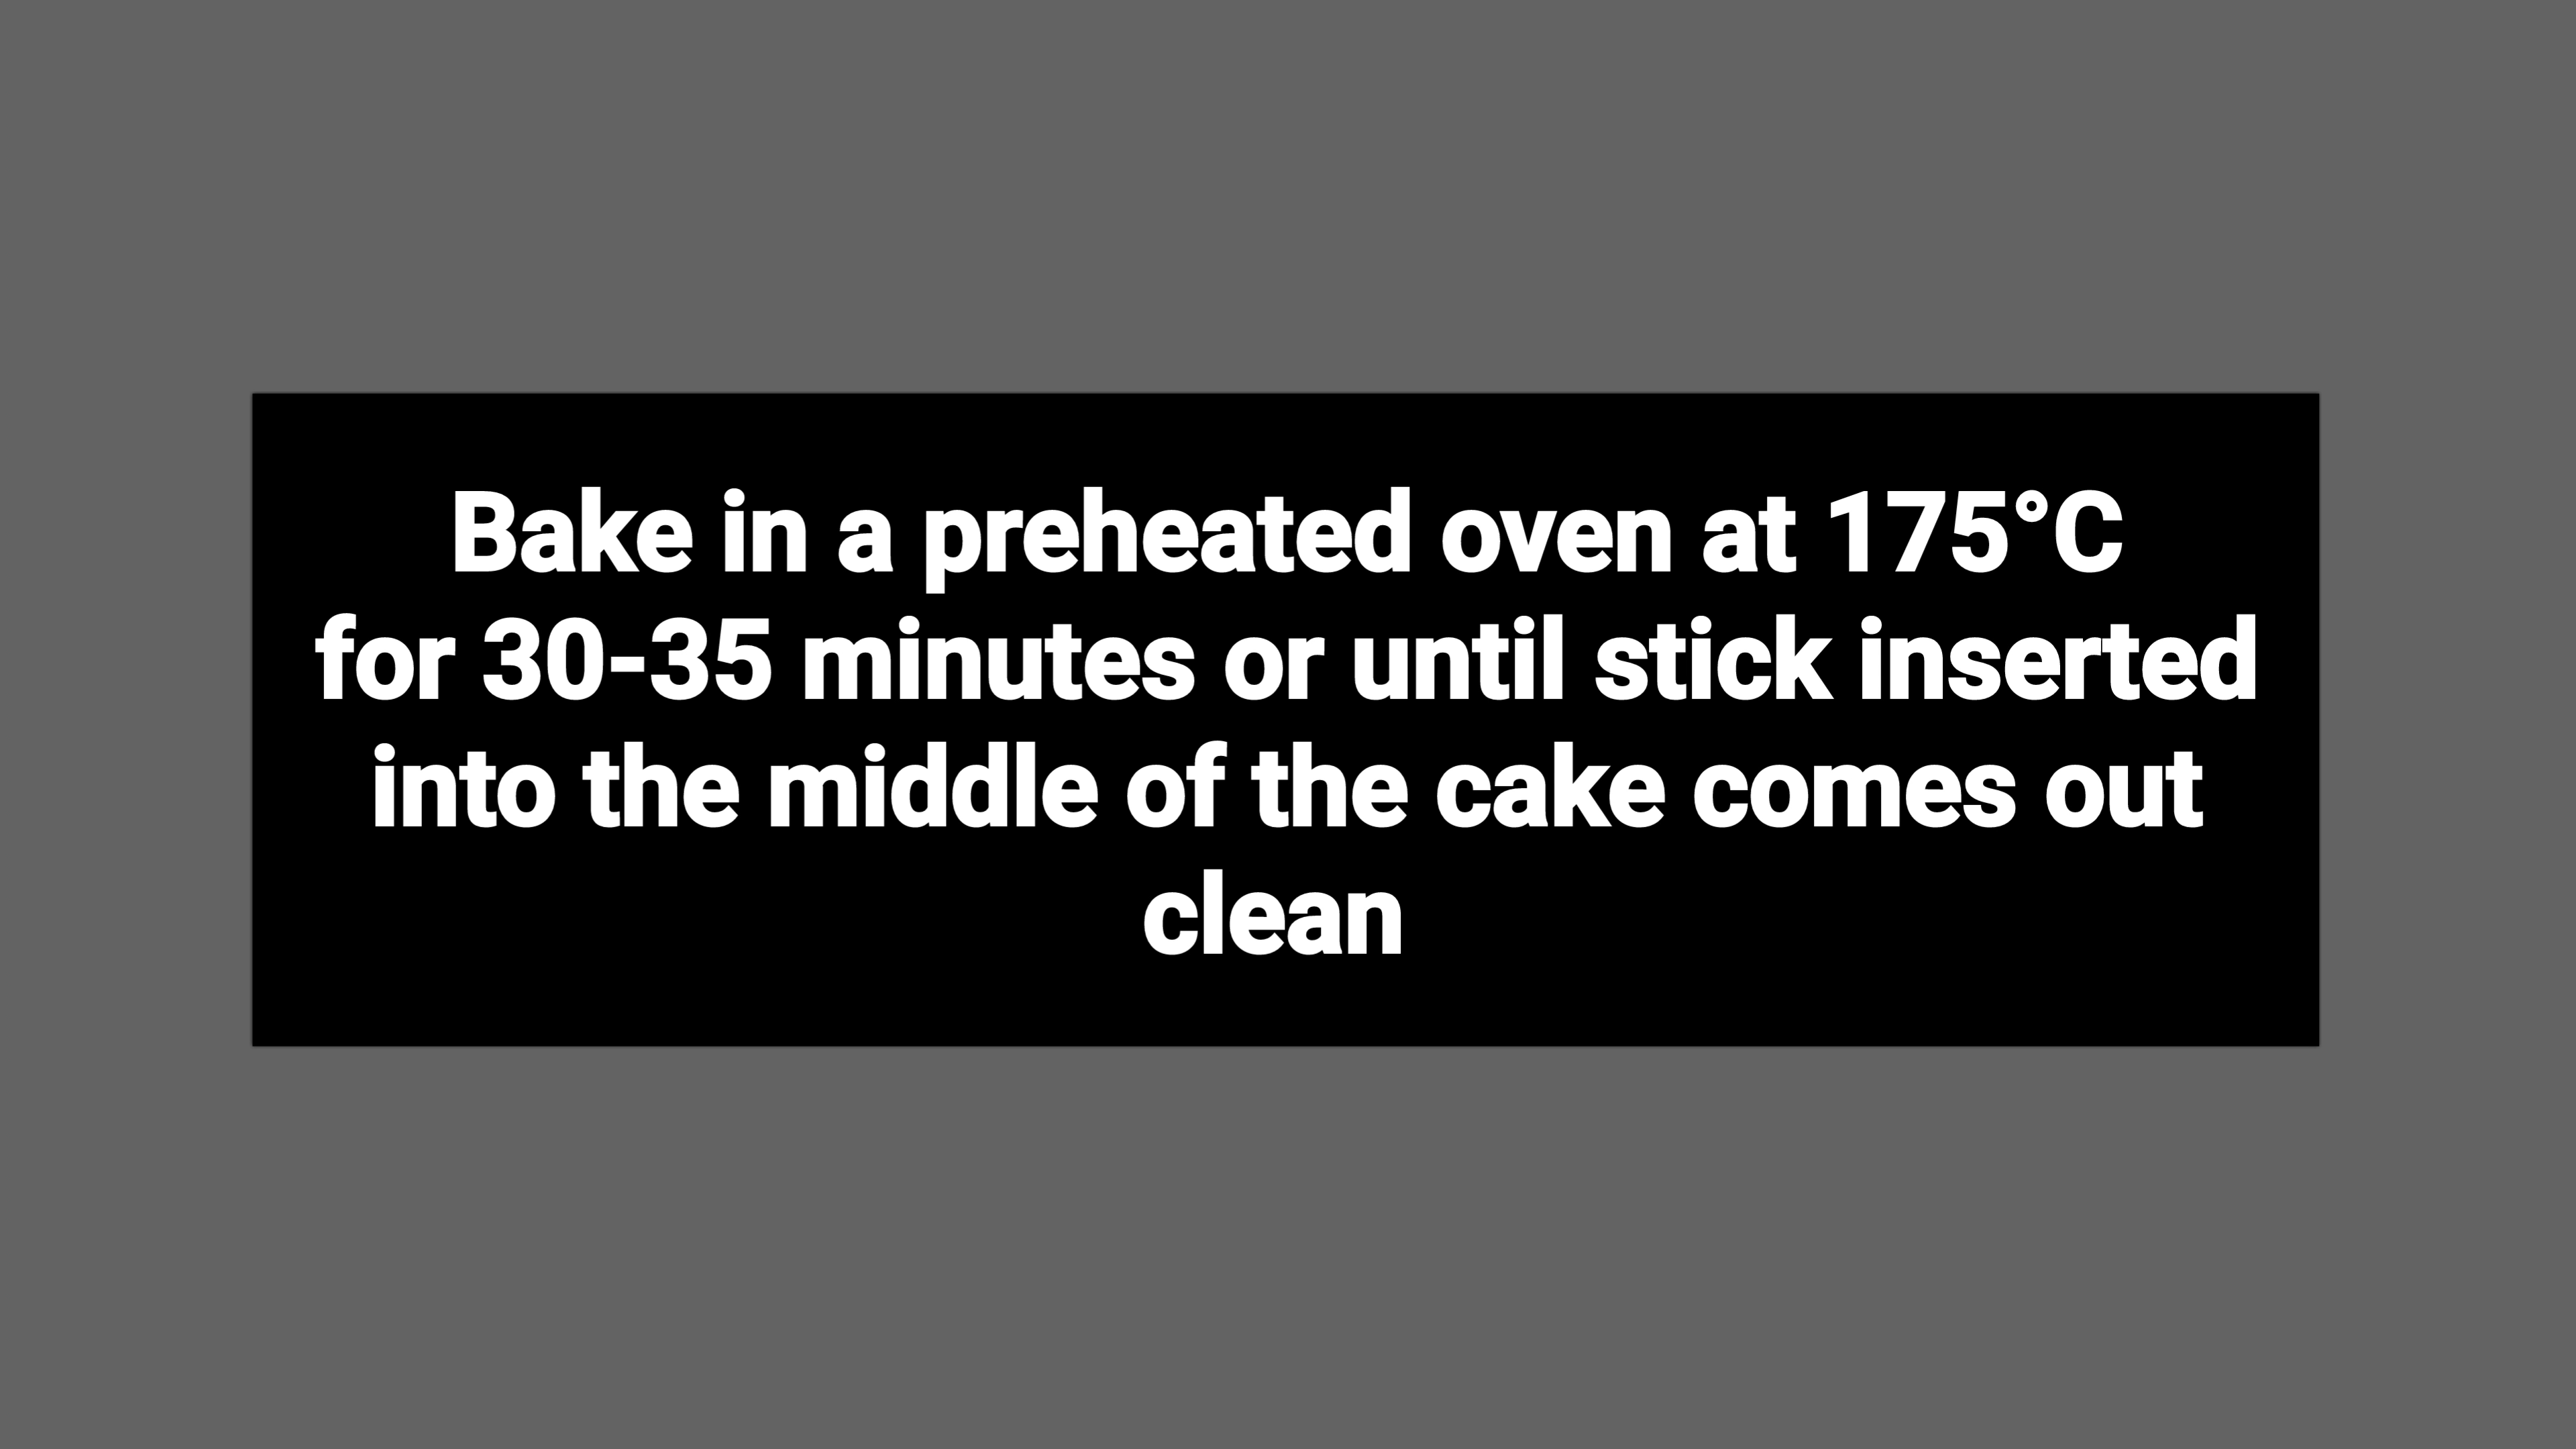 Bake in a preheated oven at 175°C
for 30-35 minutes or until stick inserted
into the middle of the cake comes out
clean